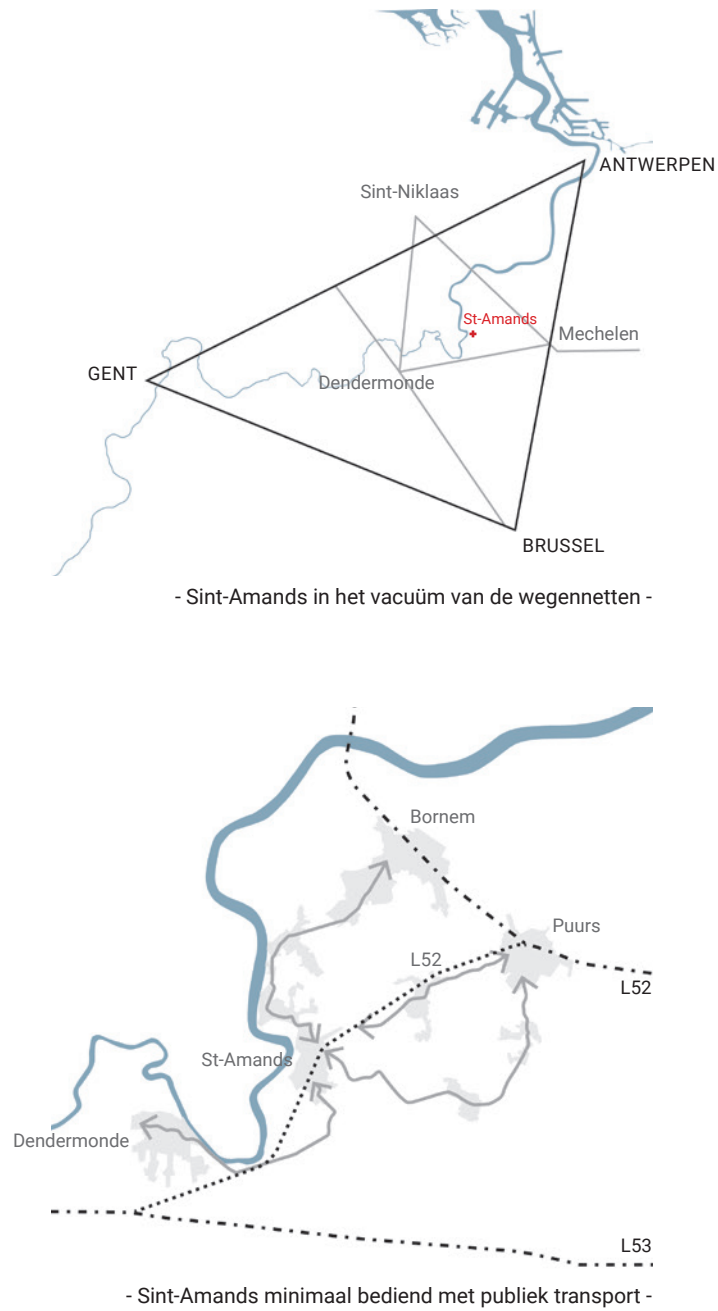 ANTWERPEN
Sint-Niklaas
St-Amands
Mechelen
GENT
Dendermonde
BRUSSEL
- Sint-Amands in het vacuüm van de wegennetten -
Bornem
Puurs
L52
L52
St-Amands
Dendermonde
L53
- Sint-Amands minimaal bediend met publiek transport -